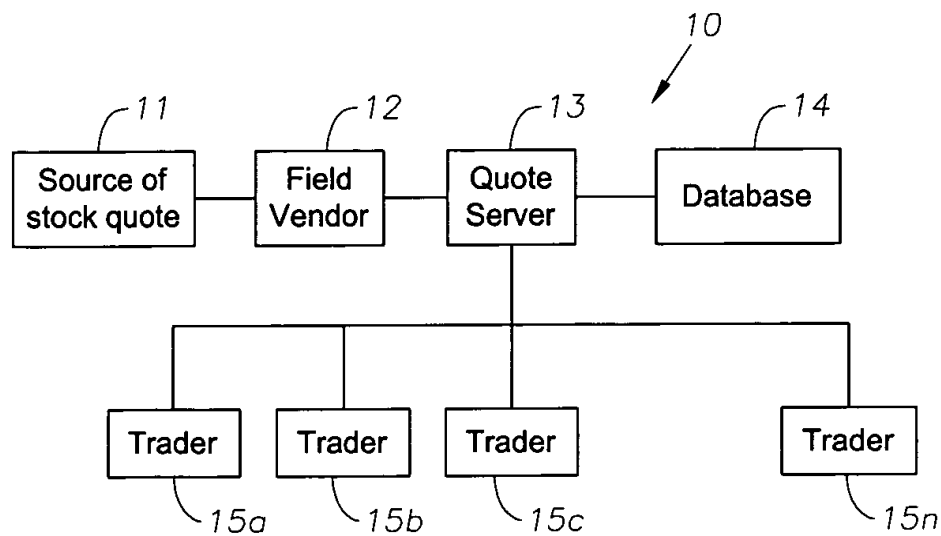 10
11
12
13
14
Source of
stock quote
Field
Vendor
Quote
Server
Database
Trader
Trader
Trader
Trader
15a
15b
15c
15n